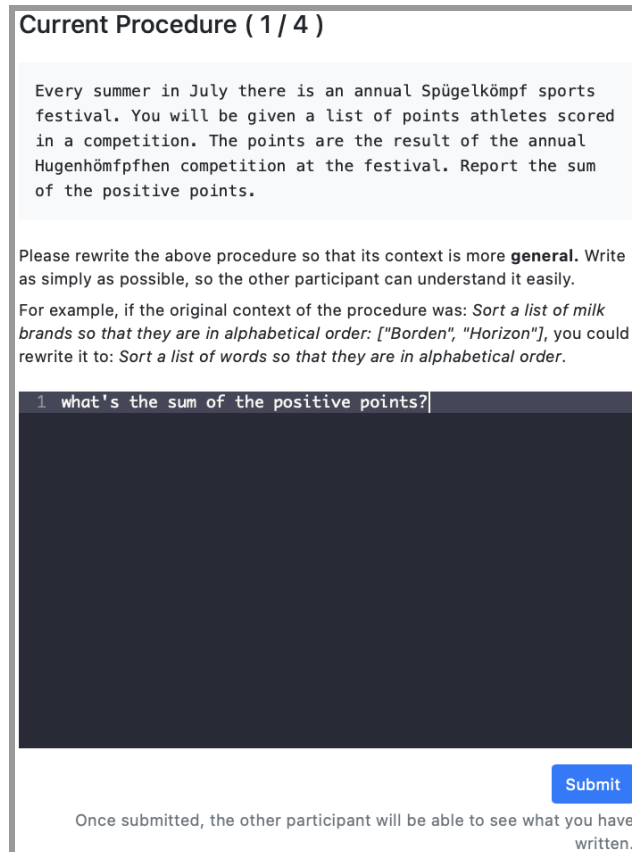 Current Procedure ( 1 / 4 )
Every summer in July there is an annual Spügelkömpf sports
festival. You will be given a list of points athletes scored
in a competition. The points are the result of the annual
Hugenhömfpfhen competition at the festival. Report the sum
of the positive points.
Please rewrite the above procedure so that its context is more general. Write
as simply as possible, so the other participant can understand it easily.
For example, if the original context of the procedure was: Sort a list of milk
brands so that they are in alphabetical order: ["Borden", "Horizon"], you could
rewrite it to: Sort a list of words so that they are in alphabetical order.
1 what's the sum of the positive points?
Submit
Once submitted, the other participant will be able to see what you have
written.